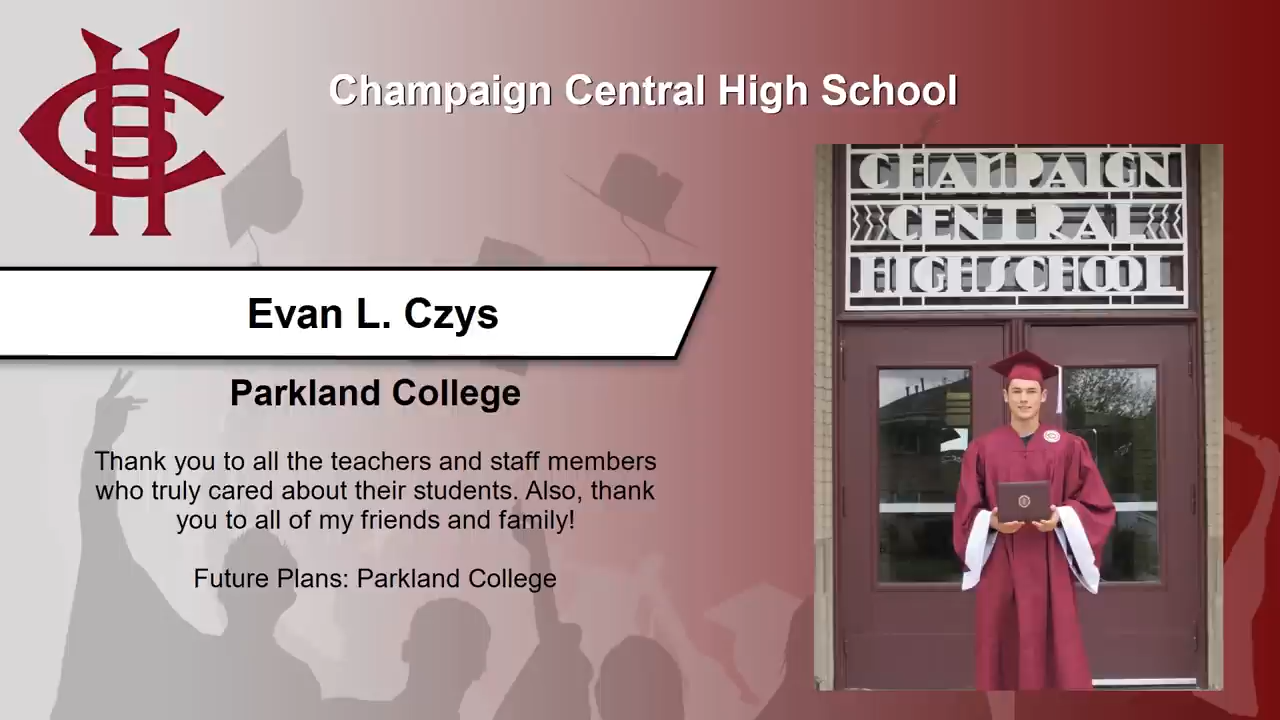 Champaign Central High School
CHAMPAIGN
CENTRAL
HIGH SCHOOL
Evan L. Czys
Parkland College
Thank you to all the teachers and staff members
who truly cared about their students. Also, thank
you to all of my friends and family!
Future Plans: Parkland College